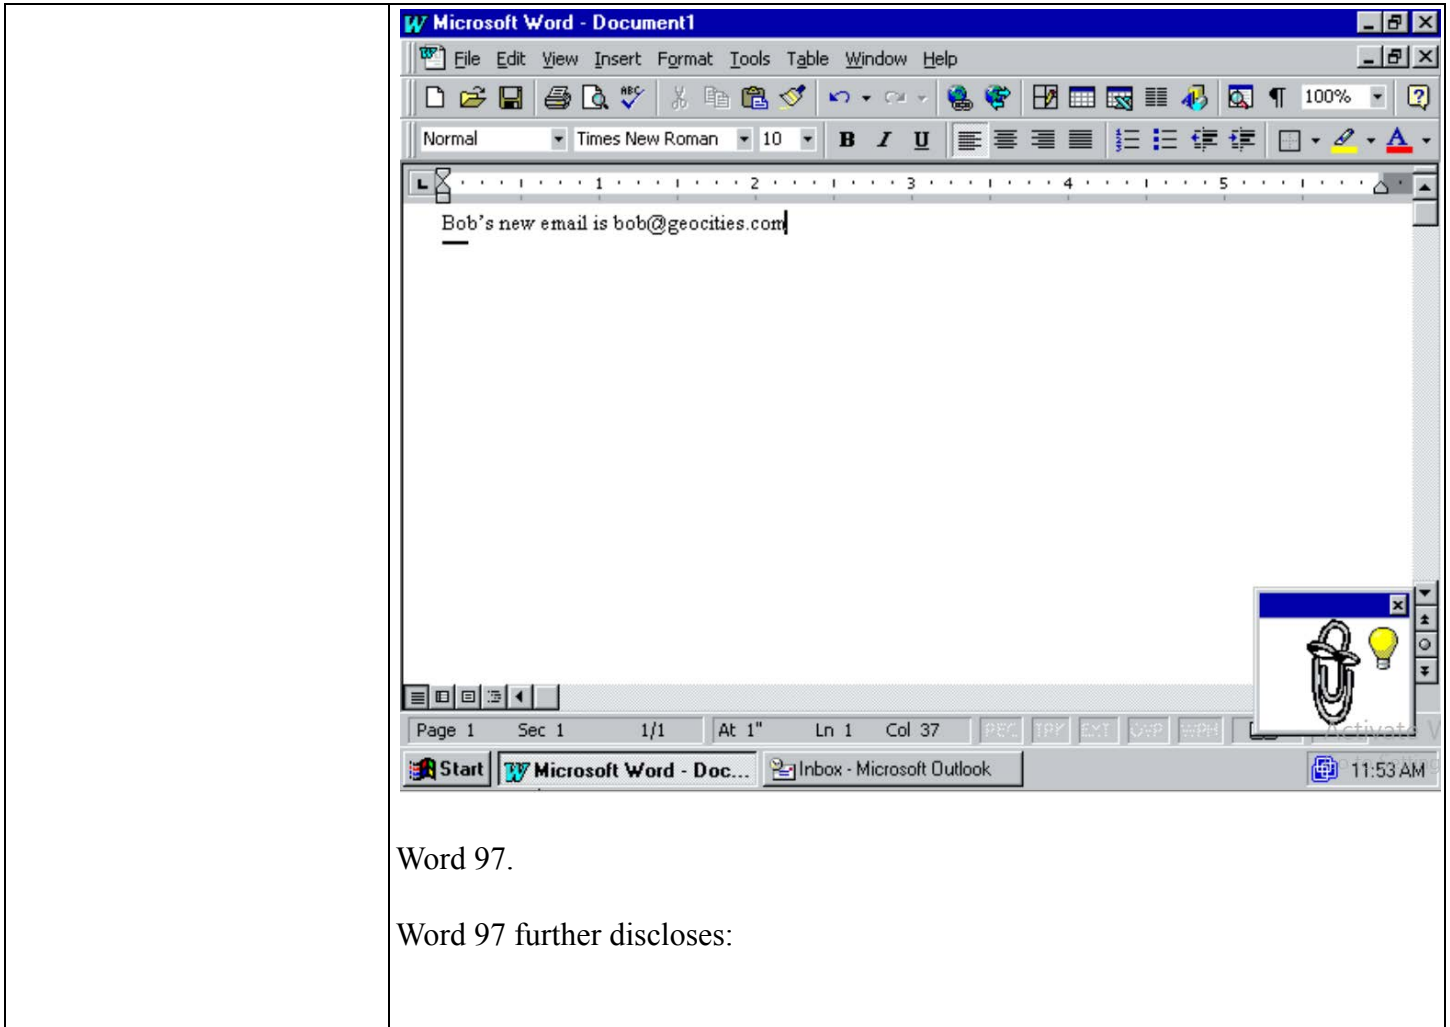 Microsoft Word - Document1
File Edit View Insert Format Tools Table Window Help
ABC 100%
Normal Times New Roman 10 B I U
1 2 3 4 5
Bob's new email is bob@geocities.com
Page 1 Sec 1 1/1 At 1" Ln 1 Col 37 REC TRK EXT OVR WPH
Activate
Start Microsoft Word - Doc... Inbox - Microsoft Outlook 11:53 AM
Word 97.
Word 97 further discloses: